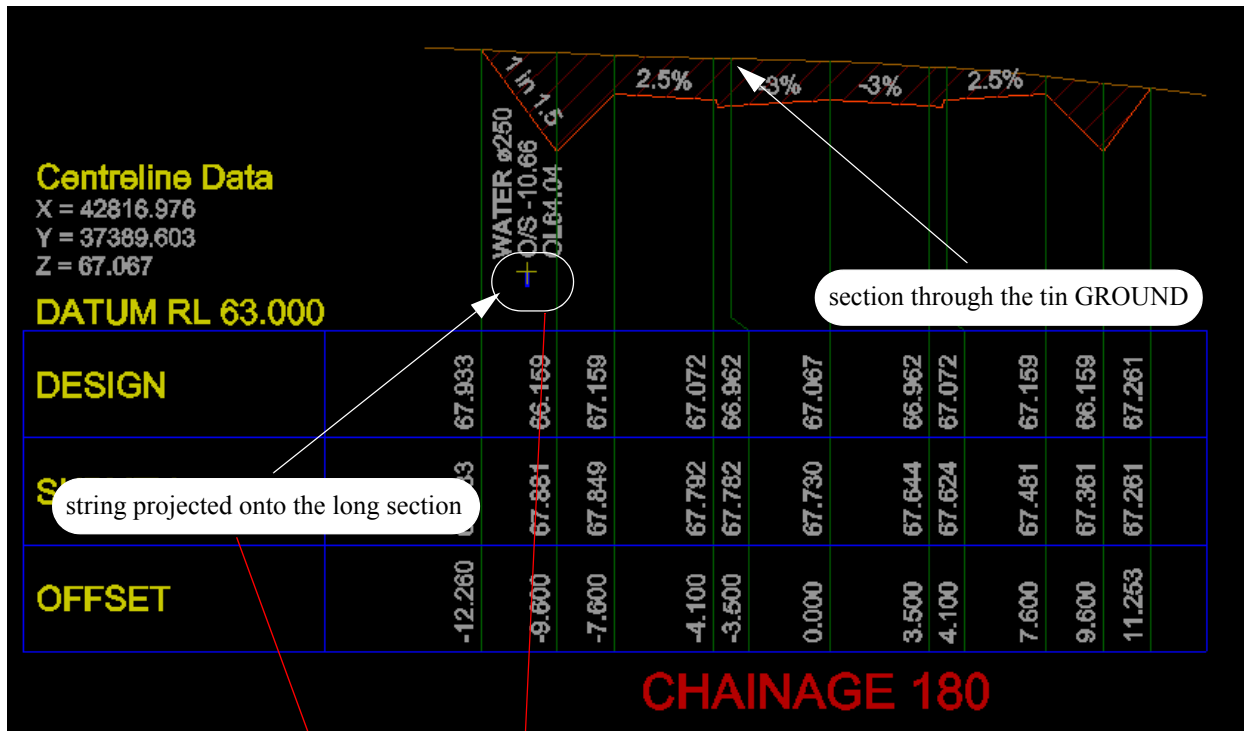 1 in 1.5
2.5%
-3%
-3%
2.5%
WATER ø250
O/S -10.66
OL64.04
Centreline Data
X = 42816.976
Y = 37389.603
Z = 67.067
DATUM RL 63.000
section through the tin GROUND
DESIGN 67.933 66.159 67.159 67.072 66.962 67.067 66.962 67.072 67.159 66.159 67.261
string projected onto the long section
67.881 67.849 67.792 67.782 67.730 67.644 67.624 67.481 67.361 67.261
OFFSET -12.260 -9.600 -7.600 -4.100 -3.500 0.000 3.500 4.100 7.600 9.600 11.253
CHAINAGE 180